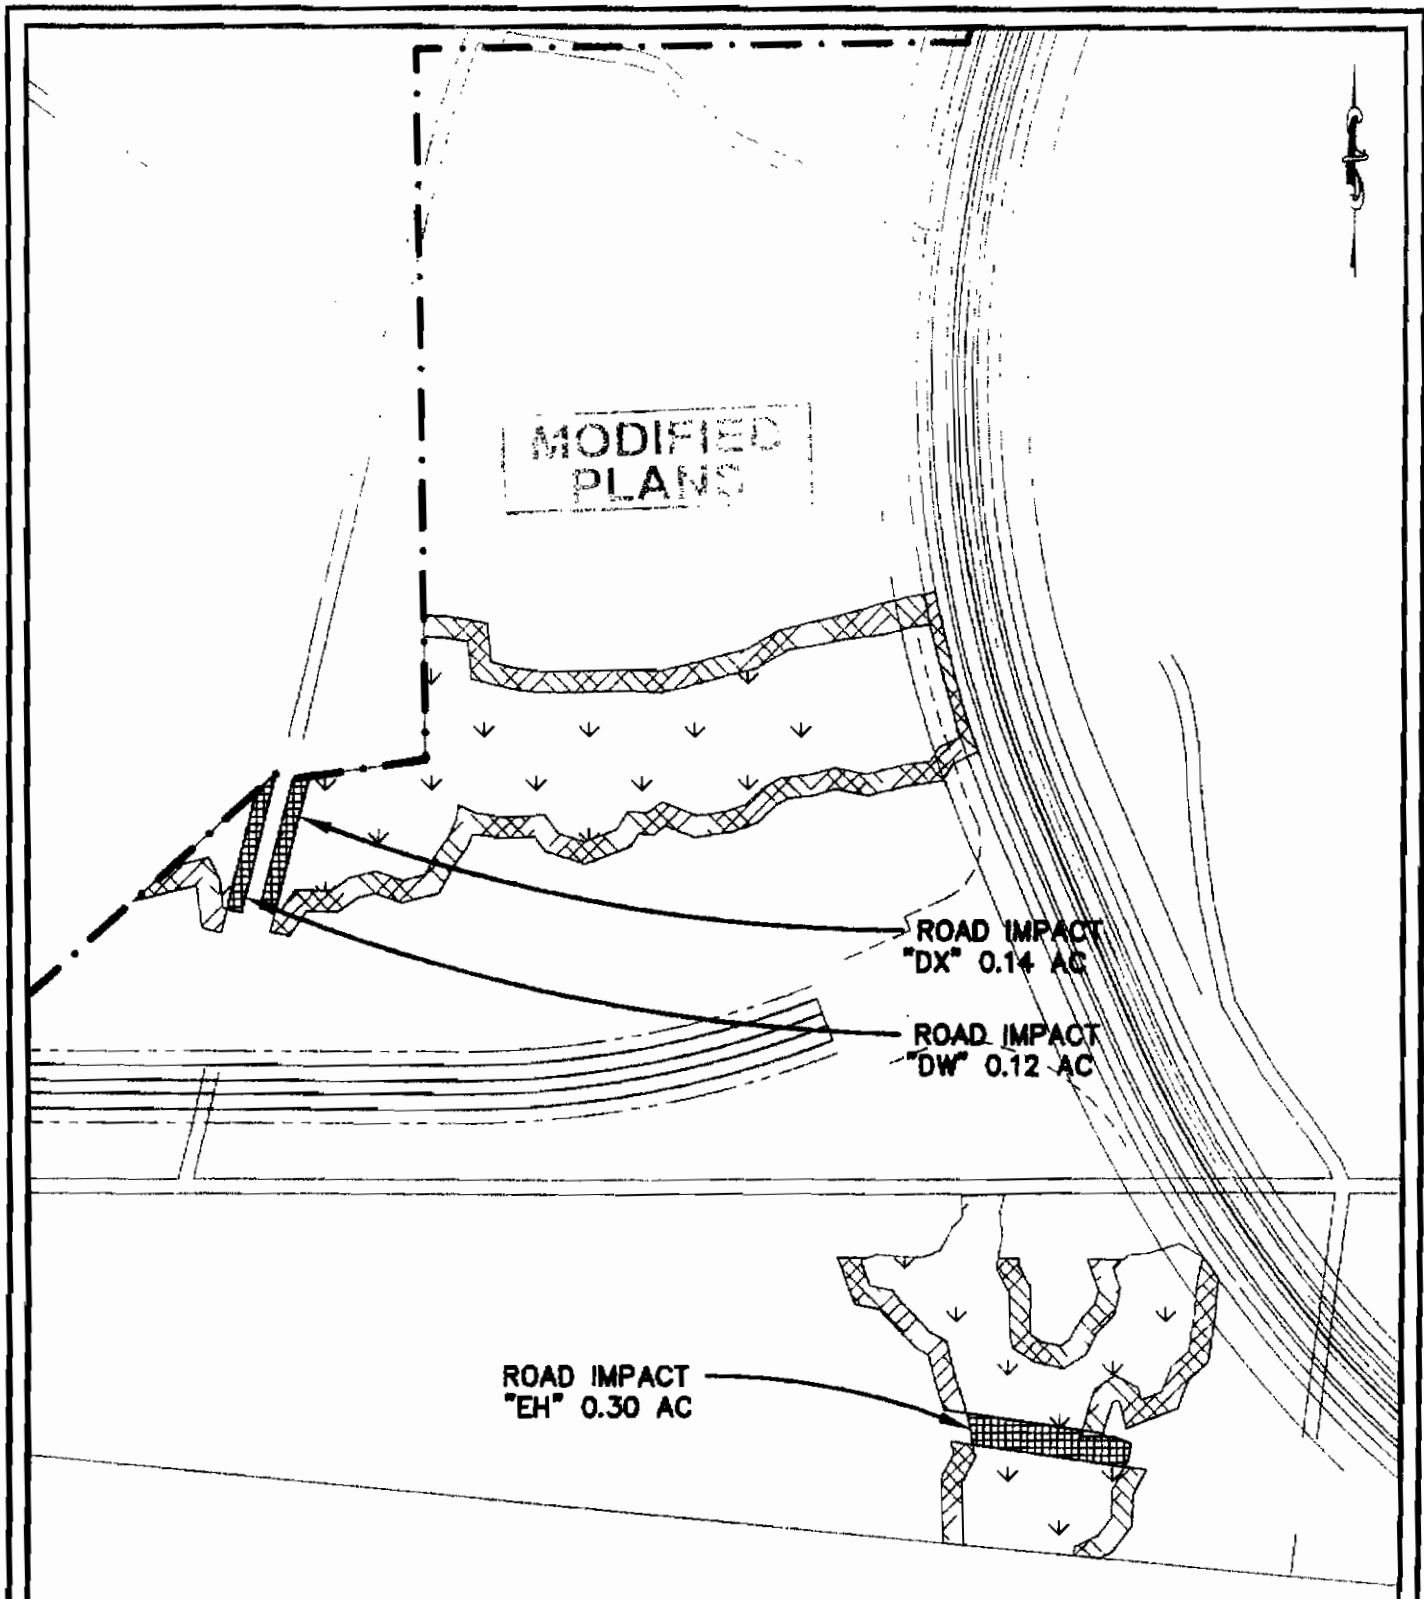 MODIFIED
PLANS
ROAD IMPACT
"DX" 0.14 AC
ROAD IMPACT
"DW" 0.12 AC
ROAD IMPACT
"EH" 0.30 AC